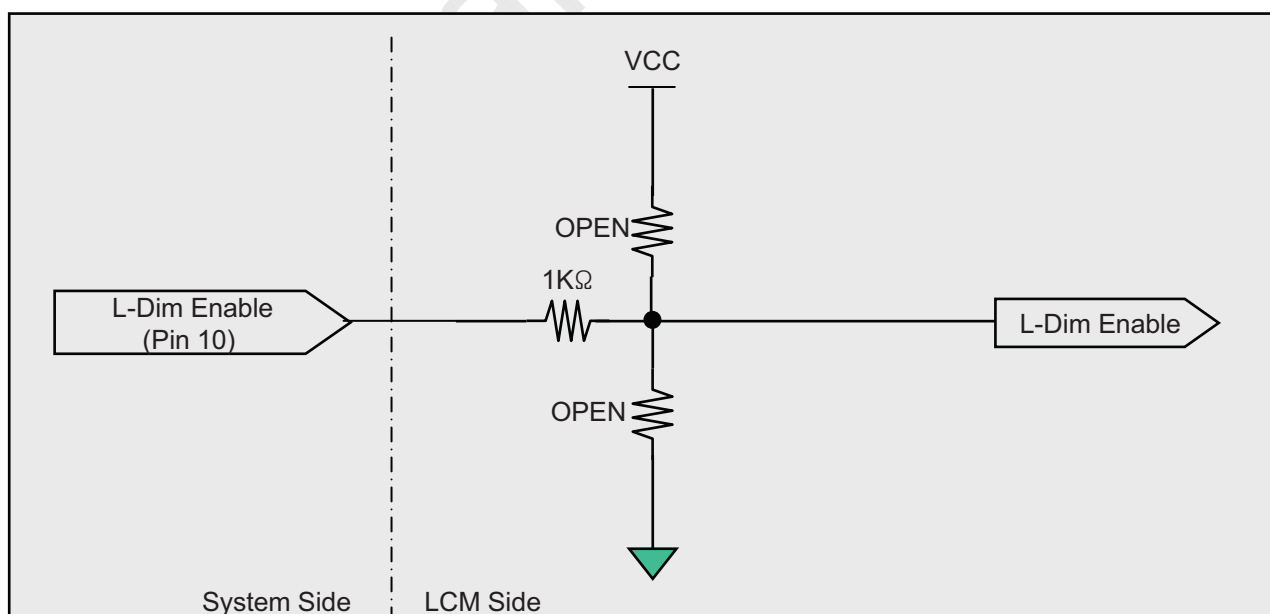 VCC
OPEN
1KΩ
L-Dim Enable
(Pin 10)
L-Dim Enable
OPEN
System Side
LCM Side